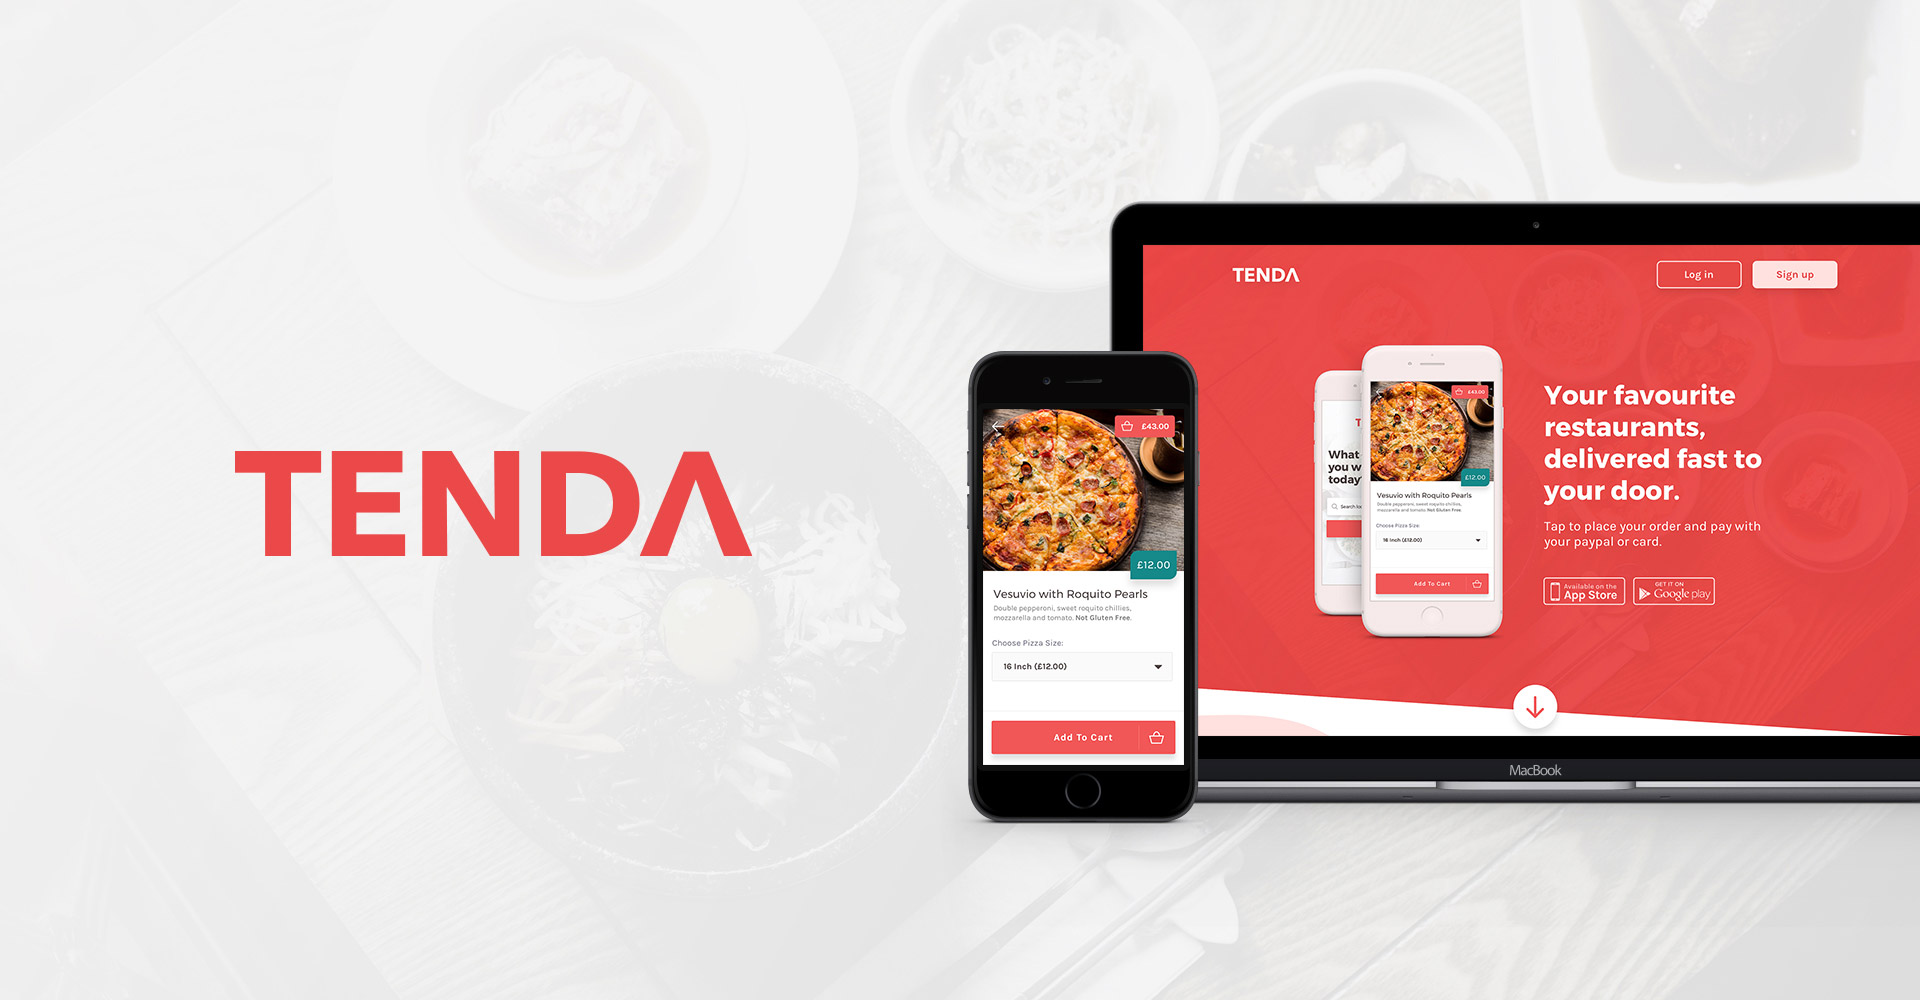 TENDA
£43.00
£12.00
Vesuvio with Roquito Pearls
Double pepperoni, sweet roquito chillies,
mozzarella and tomato. Not Gluten Free.
Choose Pizza Size:
16 Inch (£12.00)
Add To Cart
TENDA
Log in
Sign up
T
What
you w
today?
Search lo
£43.00
£12.00
Vesuvio with Roquito Pearls
Double pepperoni, sweet roquito chillies,
mozzarella and tomato. Not Gluten Free.
Choose Pizza Size:
16 Inch (£12.00)
Add To Cart
Your favourite
restaurants,
delivered fast to
your door.
Tap to place your order and pay with
your paypal or card.
Available on the
App Store
GET IT ON
Google play
MacBook